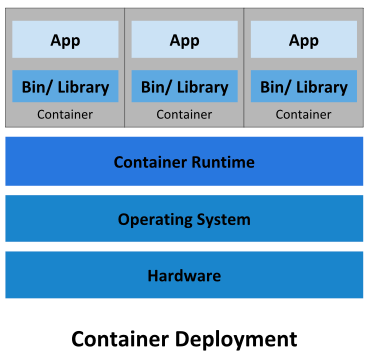 App App App
Bin/ Library Bin/ Library Bin/ Library
Container Container Container
Container Runtime
Operating System
Hardware
Container Deployment